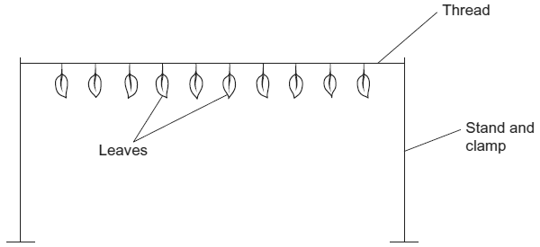 Thread
Leaves
Stand and
clamp